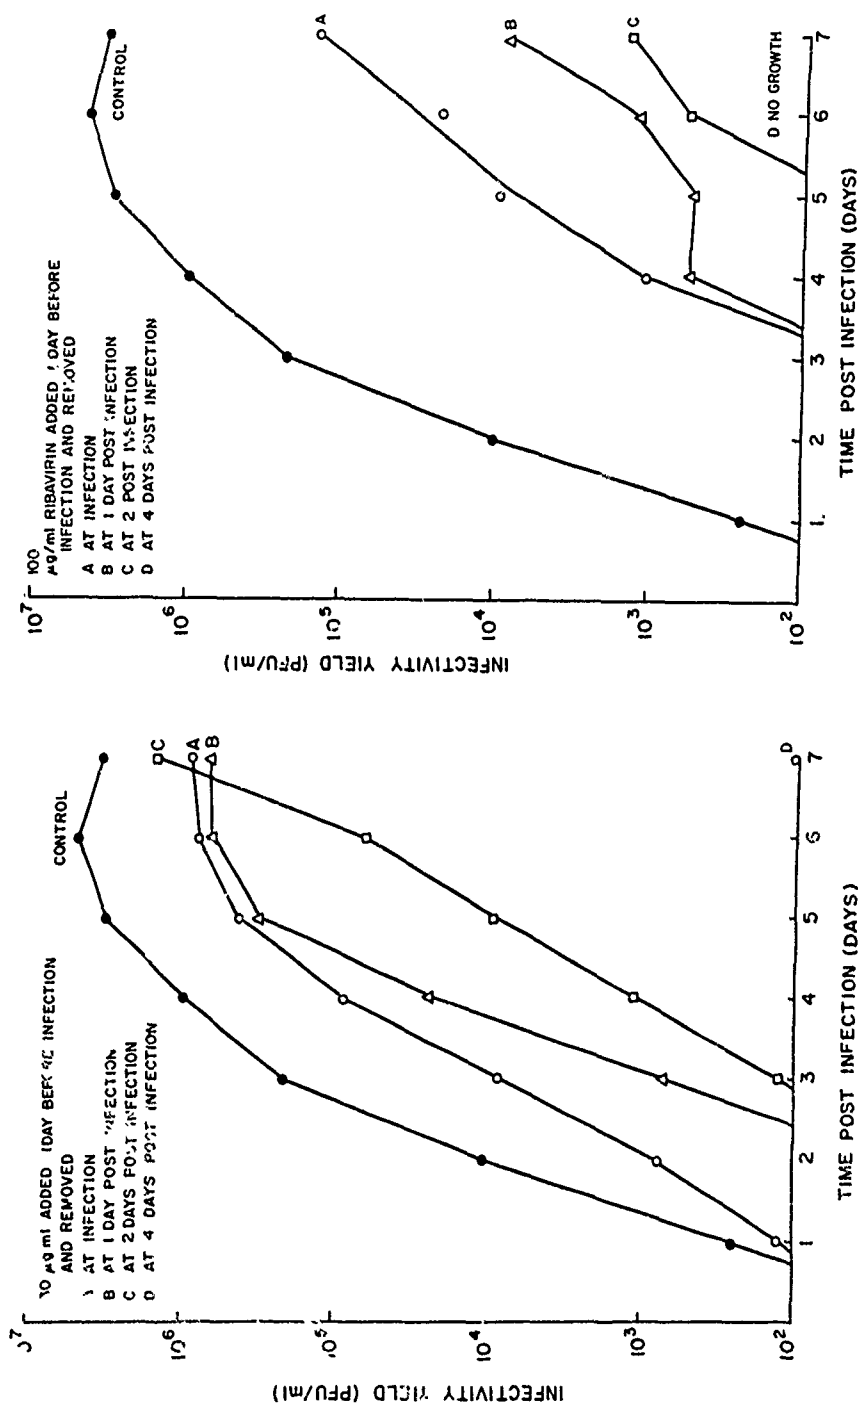 INFECTIVITY YIELD (PFU/ml)
10^6
10^5
10^4
10^3
10^2
µg ml ADDED 1DAY INFECTION
AND REMOVED
AT INFECTION
B AT 1 DAY POST INFECTION
C AT 2 DAYS POST INFECTION
D AT 4 DAYS POST INFECTION
CONTROL
C
A
B
D
1 2 3 4 5 6 7
TIME POST INFECTION (DAYS)
INFECTIVITY YIELD (PFU/ml)
10^7
10^6
10^5
10^4
10^3
10^2
100
µg/ml RIBAVIRIN ADDED 1 DAY BEFORE
INFECTION AND REMOVED
A AT INFECTION
B AT 1 DAY POST INFECTION
C AT 2 POST INFECTION
D AT 4 DAYS POST INFECTION
CONTROL
A
B
C
D NO GROWTH
1. 2 3 4 5 6 7
TIME POST INFECTION (DAYS)